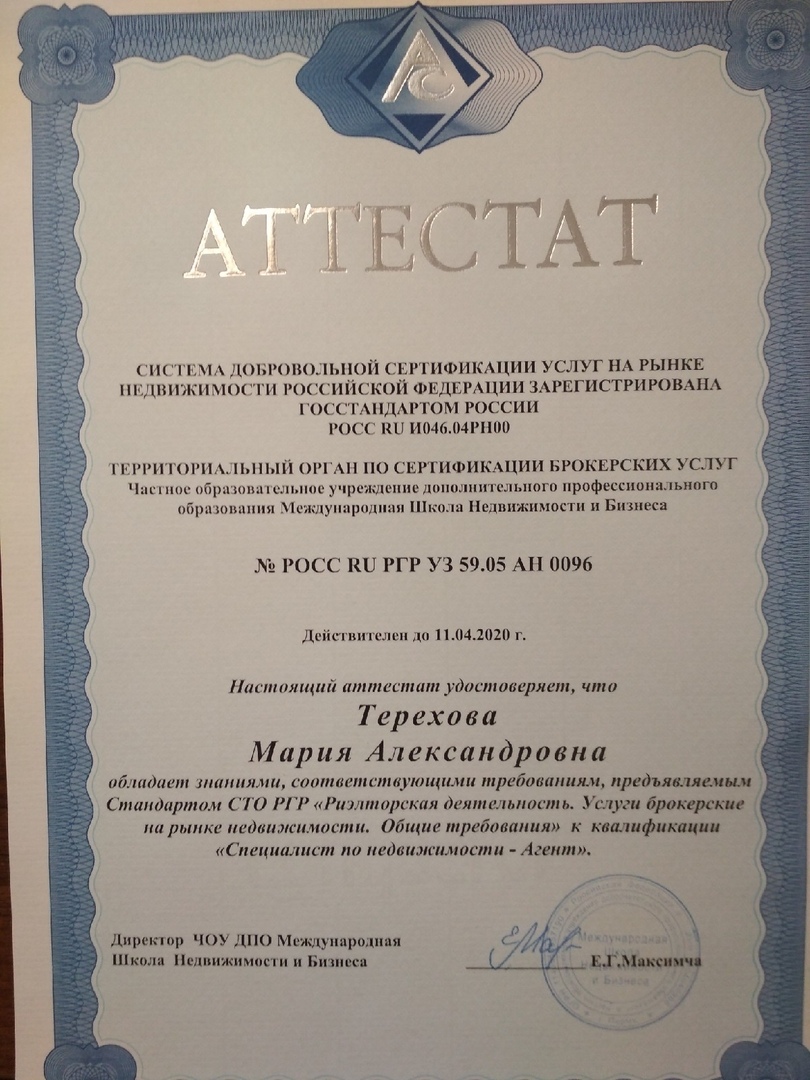 АС
АТТЕСТАТ
СИСТЕМА ДОБРОВОЛЬНОЙ СЕРТИФИКАЦИИ УСЛУГ НА РЫНКЕ
НЕДВИЖИМОСТИ РОССИЙСКОЙ ФЕДЕРАЦИИ ЗАРЕГИСТРИРОВАНА
ГОССТАНДАРТОМ РОССИИ
РОСС RU И046.04РН00
ТЕРРИТОРИАЛЬНЫЙ ОРГАН ПО СЕРТИФИКАЦИИ БРОКЕРСКИХ УСЛУГ
Частное образовательное учреждение дополнительного профессионального
образования Международная Школа Недвижимости и Бизнеса
№ РОСС RU РГР УЗ 59.05 АН 0096
Действителен до 11.04.2020 г.
Настоящий аттестат удостоверяет, что
Терехова
Мария Александровна
обладает знаниями, соответствующими требованиям, предъявляемым
Стандартом СТО РГР «Риэлторская деятельность. Услуги брокерские
на рынке недвижимости. Общие требования» к квалификации
«Специалист по недвижимости - Агент».
Директор ЧОУ ДПО Международная
Школа Недвижимости и Бизнеса
Е.Г.Максимча
Международная
и Бизнеса